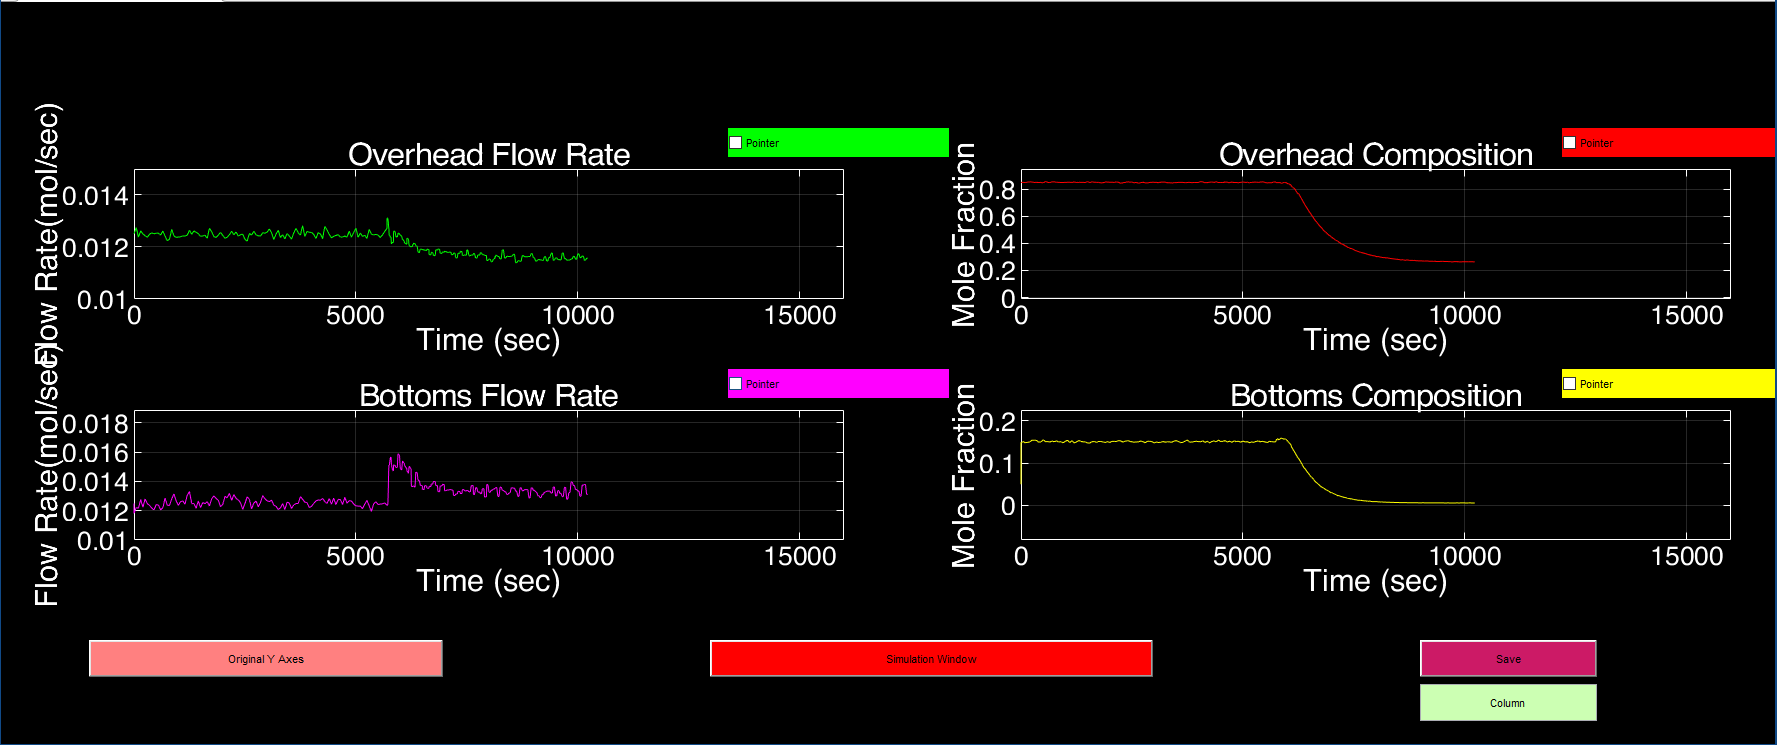 Overhead Flow Rate
Pointer
Flow Rate(mol/sec)
0.014
0.012
0.01
0
5000
10000
15000
Time (sec)
Overhead Composition
Pointer
Mole Fraction
0.8
0.6
0.4
0.2
0
0
5000
10000
15000
Time (sec)
Bottoms Flow Rate
Pointer
Flow Rate(mol/sec)
0.018
0.016
0.014
0.012
0.01
0
5000
10000
15000
Time (sec)
Bottoms Composition
Pointer
Mole Fraction
0.2
0.1
0
0
5000
10000
15000
Time (sec)
Original Y Axes
Simulation Window
Save
Column